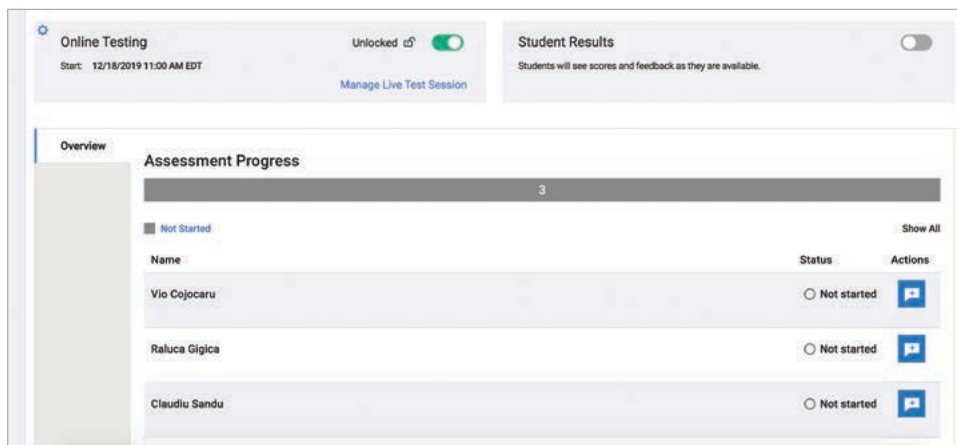 Online Testing
Unlocked
Start: 12/18/2019 11:00 AM EDT
Manage Live Test Session
Student Results
Students will see scores and feedback as they are available.
Overview
Assessment Progress
3
Not Started
Show All
Name Status Actions
Vio Cojocaru Not started
Raluca Gigica Not started
Claudiu Sandu Not started